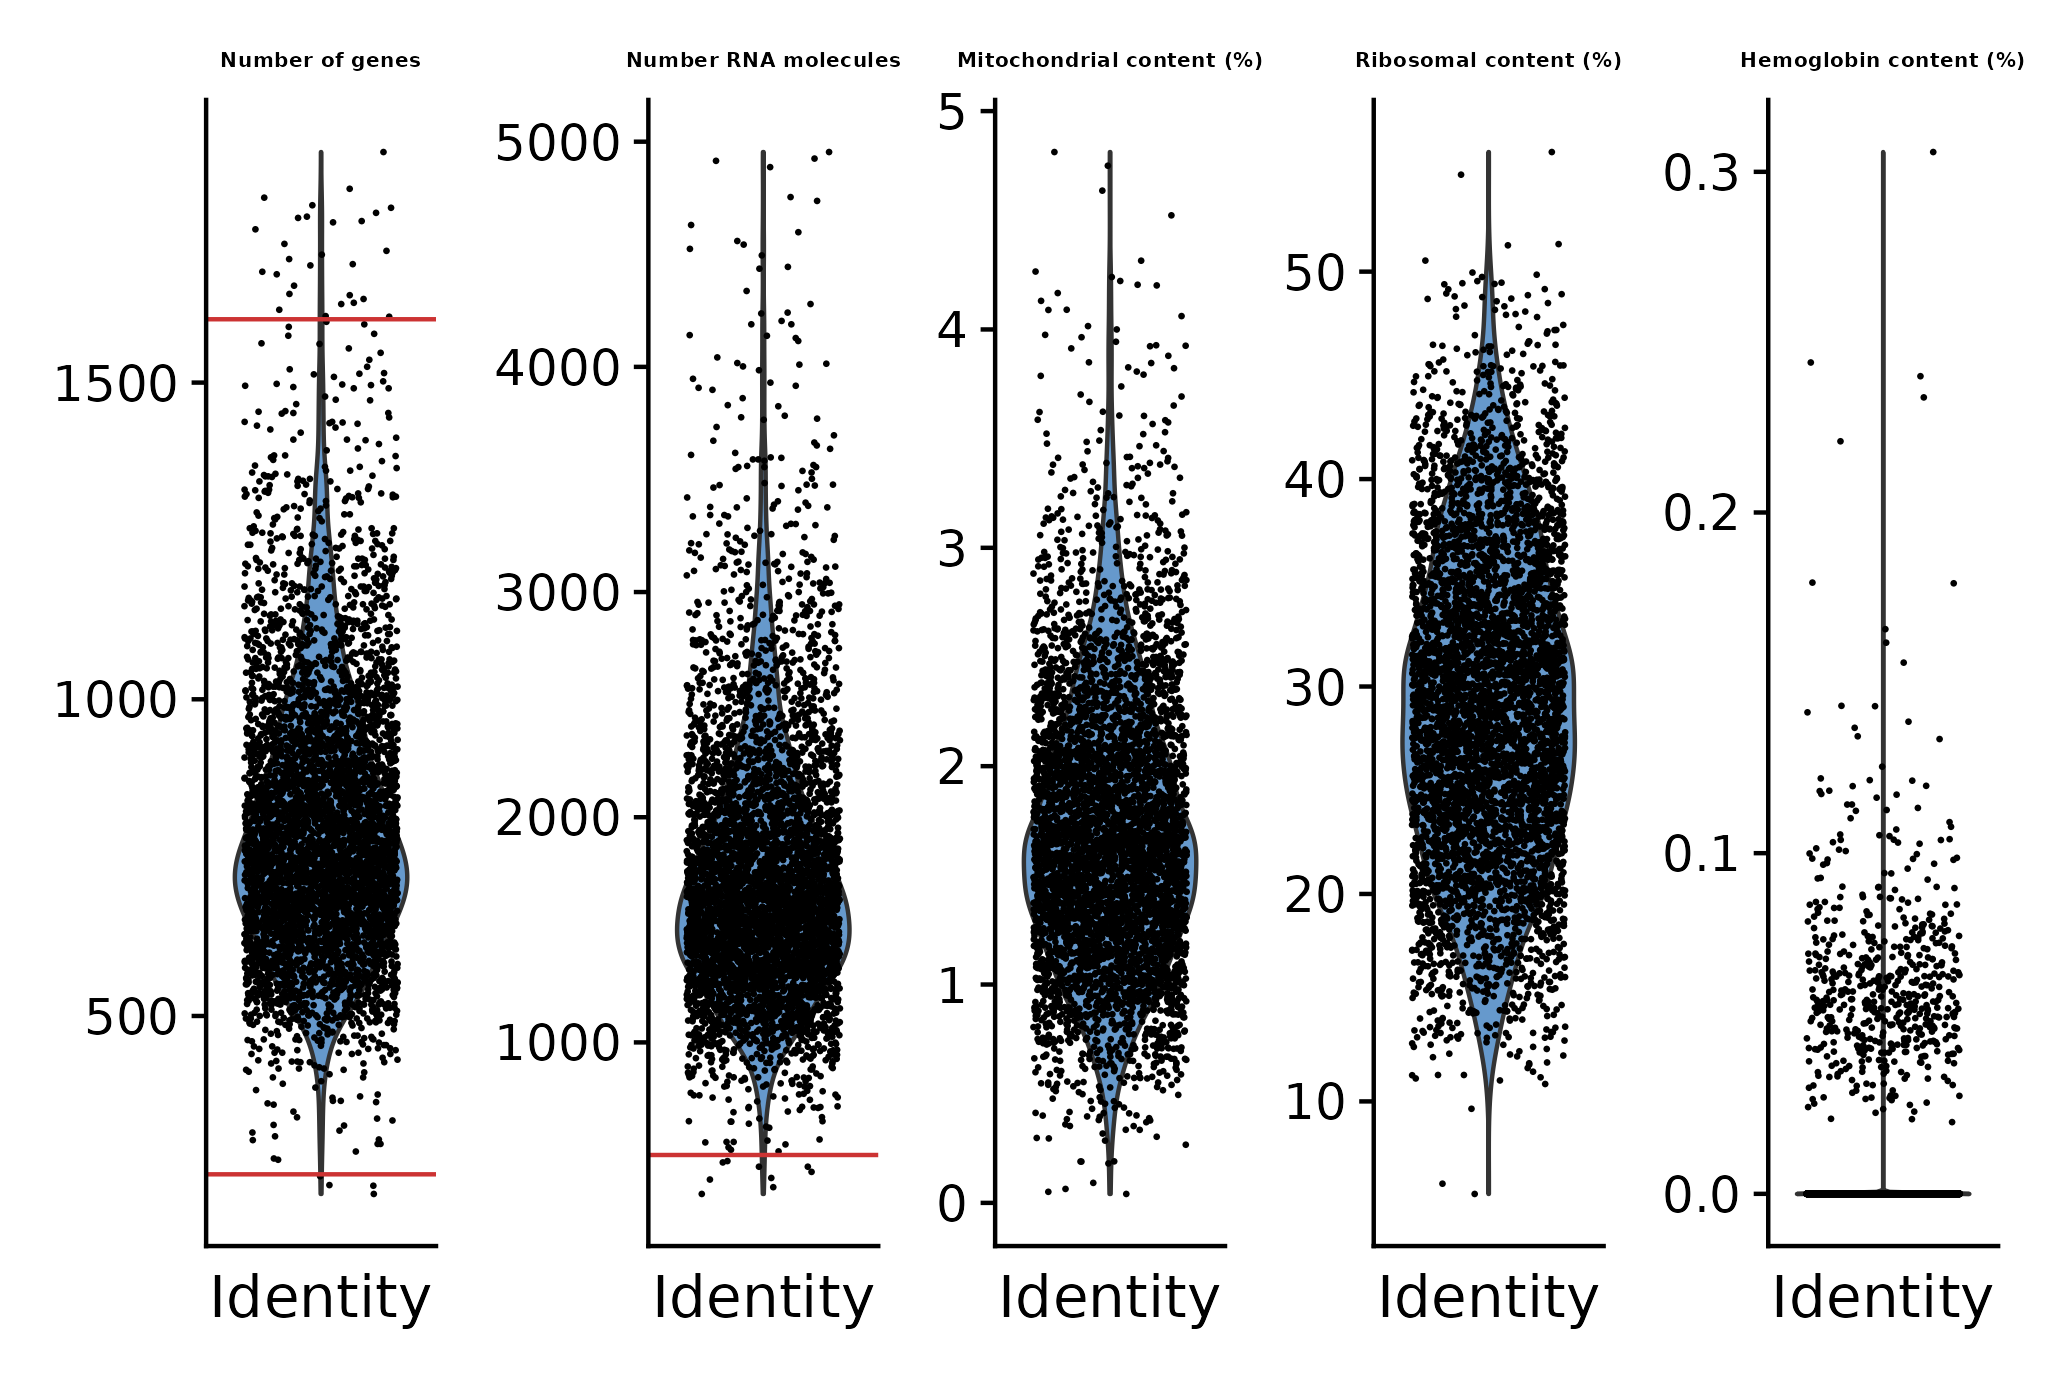 Number of genes
Number RNA molecules
Mitochondrial content (%)
Ribosomal content (%)
Hemoglobin content (%)
1500
1000
500
5000
4000
3000
2000
1000
5
4
3
2
1
0
50
40
30
20
10
0.3
0.2
0.1
0.0
Identity
Identity
Identity
Identity
Identity